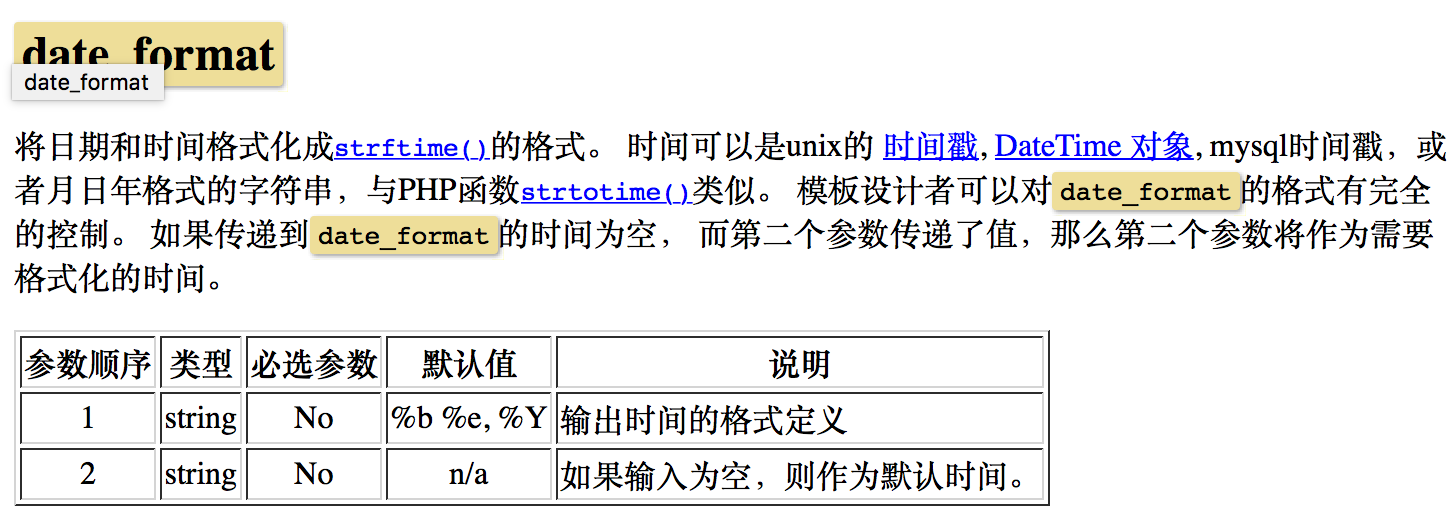 date_format
date_format
将日期和时间格式化成strftime()的格式。 时间可以是unix的 时间戳, DateTime 对象, mysql时间戳，或
者月日年格式的字符串，与PHP函数strtotime()类似。 模板设计者可以对date_format的格式有完全
的控制。 如果传递到date_format的时间为空， 而第二个参数传递了值，那么第二个参数将作为需要
格式化的时间。
参数顺序 类型 必选参数 默认值 说明
1 string No %b %e, %Y 输出时间的格式定义
2 string No n/a 如果输入为空，则作为默认时间。